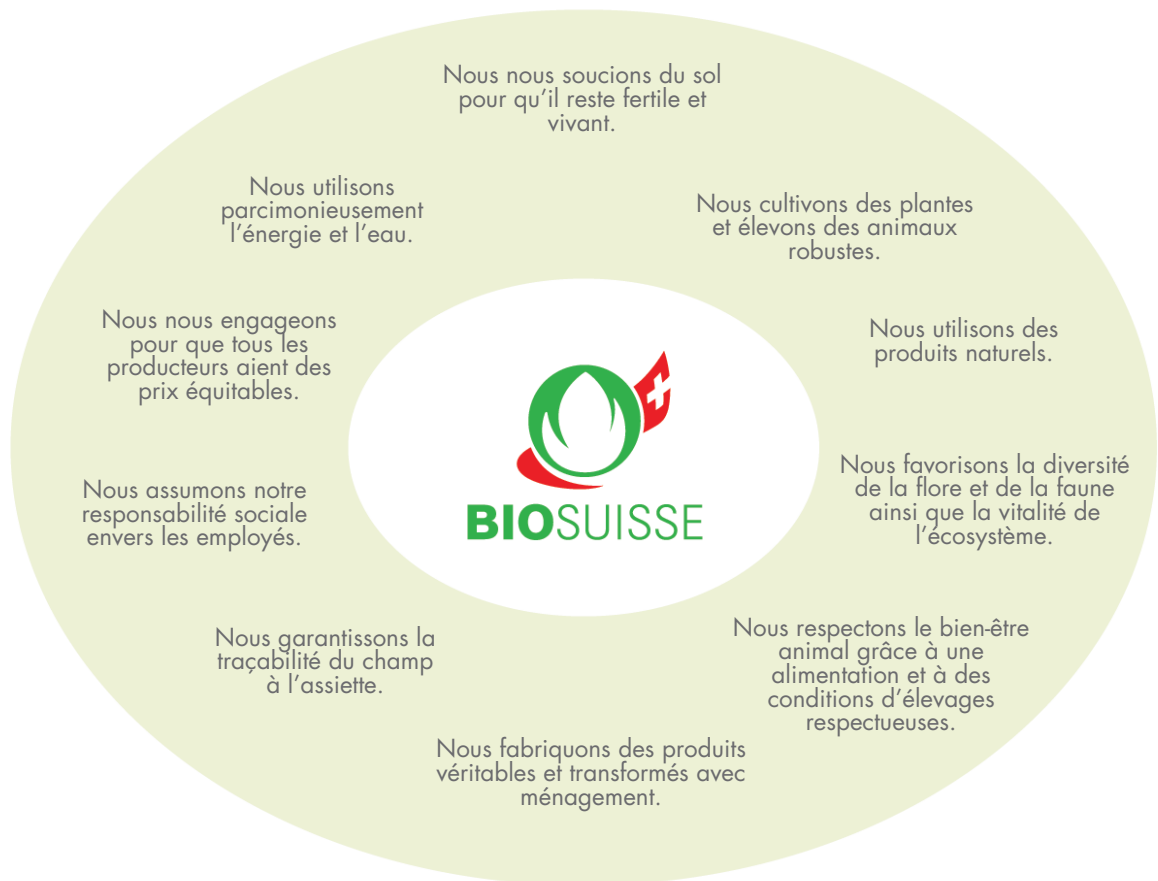 Nous nous soucions du sol
pour qu’il reste fertile et
vivant.
Nous utilisons
parcimonieusement
l’énergie et l’eau.
Nous cultivons des plantes
et élevons des animaux
robustes.
Nous nous engageons
pour que tous les
producteurs aient des
prix équitables.
Nous utilisons des
produits naturels.
Nous favorisons la diversité
de la flore et de la faune
ainsi que la vitalité de
l’écosystème.
Nous assumons notre
responsabilité sociale
envers les employés.
BIOSUISSE
Nous garantissons la
traçabilité du champ
à l’assiette.
Nous respectons le bien-être
animal grâce à une
alimentation et à des
conditions d’élevages
respectueuses.
Nous fabriquons des produits
véritables et transformés avec
ménagement.